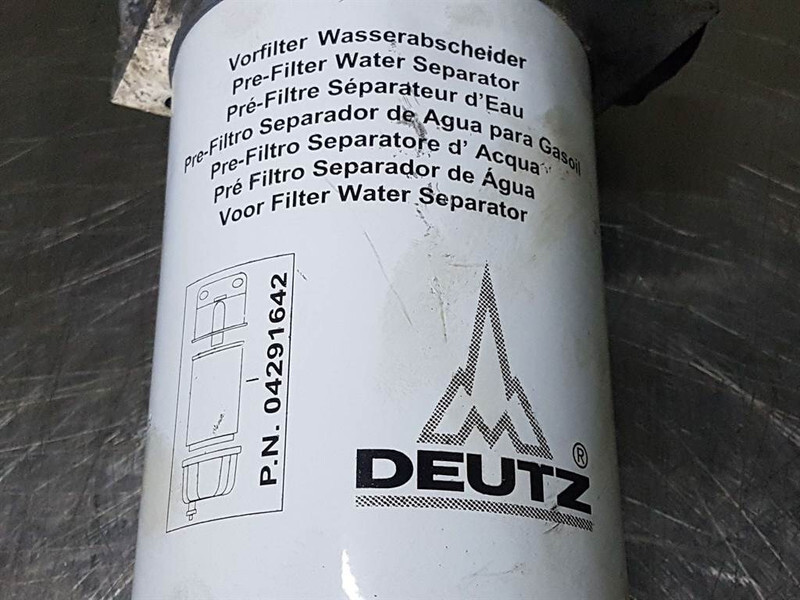 Vorfilter Wasserabscheider
Pre-Filter Water Separator
Pré-Filtre Séparateur d'Eau
Pre-Filtro Separador de Agua para Gasoil
Pre-Filtro Separatore d' Acqua
Pré Filtro Separador de Água
Voor Filter Water Separator
P.N. 04291642
DEUTZ®